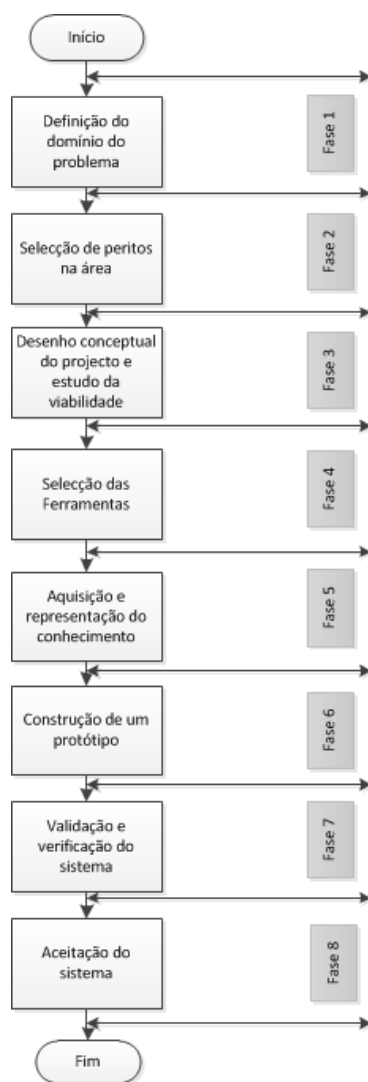 Início
Definição do
domínio do
problema
Fase 1
Selecção de peritos
na área
Fase 2
Desenho conceptual
do projecto e
estudo da
viabilidade
Fase 3
Selecção das
Ferramentas
Fase 4
Aquisição e
representação do
conhecimento
Fase 5
Construção de um
protótipo
Fase 6
Validação e
verificação do
sistema
Fase 7
Aceitação do
sistema
Fase 8
Fim